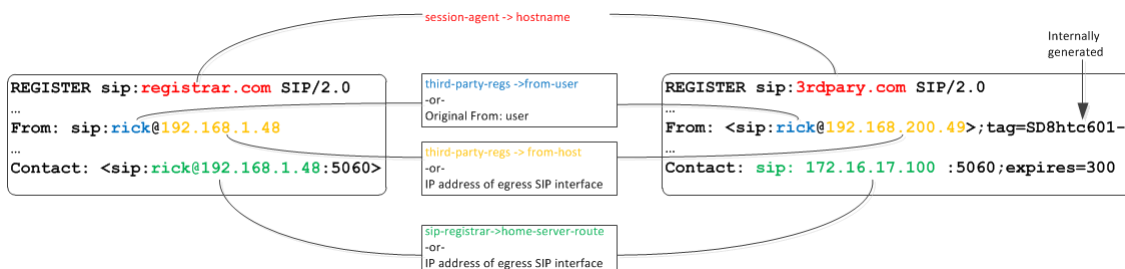 session-agent -> hostname
Internally
generated
REGISTER sip:registrar.com SIP/2.0
...
From: sip:rick@192.168.1.48
...
Contact: <sip:rick@192.168.1.48:5060>
third-party-regs ->from-user
-or-
Original From: user
third-party-regs -> from-host
-or-
IP address of egress SIP interface
sip-registrar->home-server-route
-or-
IP address of egress SIP interface
REGISTER sip:3rdpary.com SIP/2.0
...
From: <sip:rick@192.168.200.49>;tag=SD8htc601-
...
Contact: sip: 172.16.17.100 :5060;expires=300